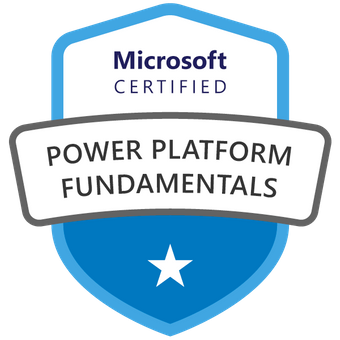 Microsoft
CERTIFIED
POWER PLATFORM
FUNDAMENTALS